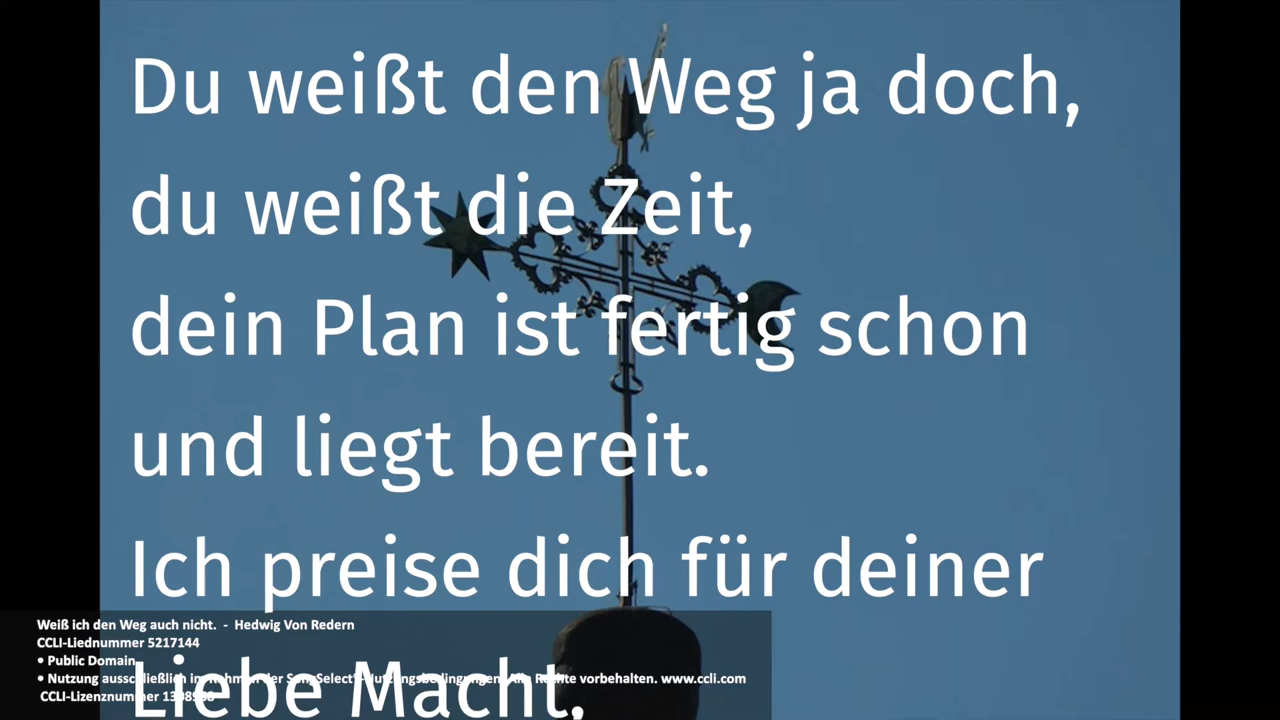 Du weißt den Weg ja doch,
du weißt die Zeit,
dein Plan ist fertig schon
und liegt bereit.
Ich preise dich für deiner
Liebe Macht,
Weiß ich den Weg auch nicht. - Hedwig Von Redern
CCLI-Liednummer 5217144
• Public Domain
• Nutzung ausschließlich im Rahmen der SongSelect®-Nutzungsbedingungen. Alle Rechte vorbehalten. www.ccli.com
CCLI-Lizenznummer